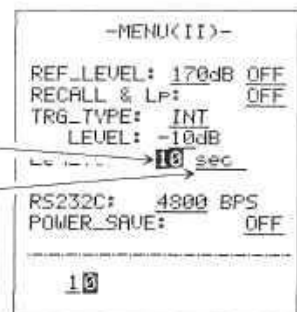 -MENU(II)-
REF_LEVEL: 170dB OFF
RECALL & Lp: OFF
TRG_TYPE: INT
LEVEL: -10dB
10 sec
RS232C: 4800 BPS
POWER_SAVE: OFF
10